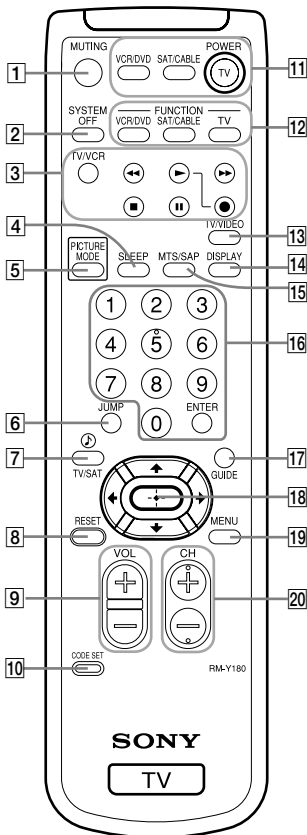 MUTING
POWER
VCR/DVD SAT/CABLE TV
1
11
SYSTEM
OFF
FUNCTION
VCR/DVD SAT/CABLE TV
2
12
TV/VCR
3
TV/VIDEO
13
4
PICTURE
MODE
SLEEP MTS/SAP DISPLAY
5
14
15
1 2 3
4 5 6
7 8 9
16
JUMP 0 ENTER
6
7
TV/SAT
GUIDE
17
18
RESET MENU
8
19
VOL CH
9
20
CODE SET
10
RM-Y180
SONY
TV